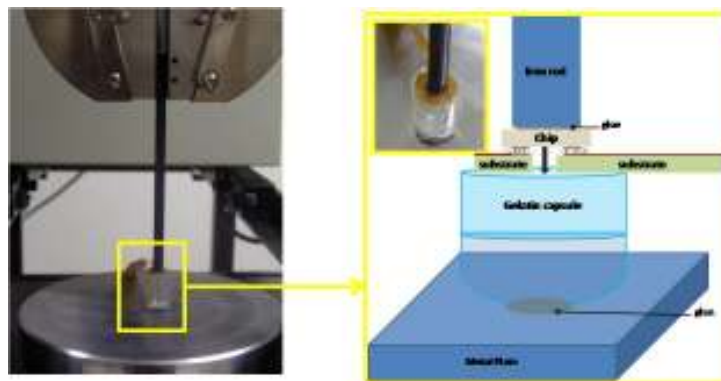 Iron rod
glue
Chip
substrate
substrate
Gelatin capsule
glue
Metal Plate